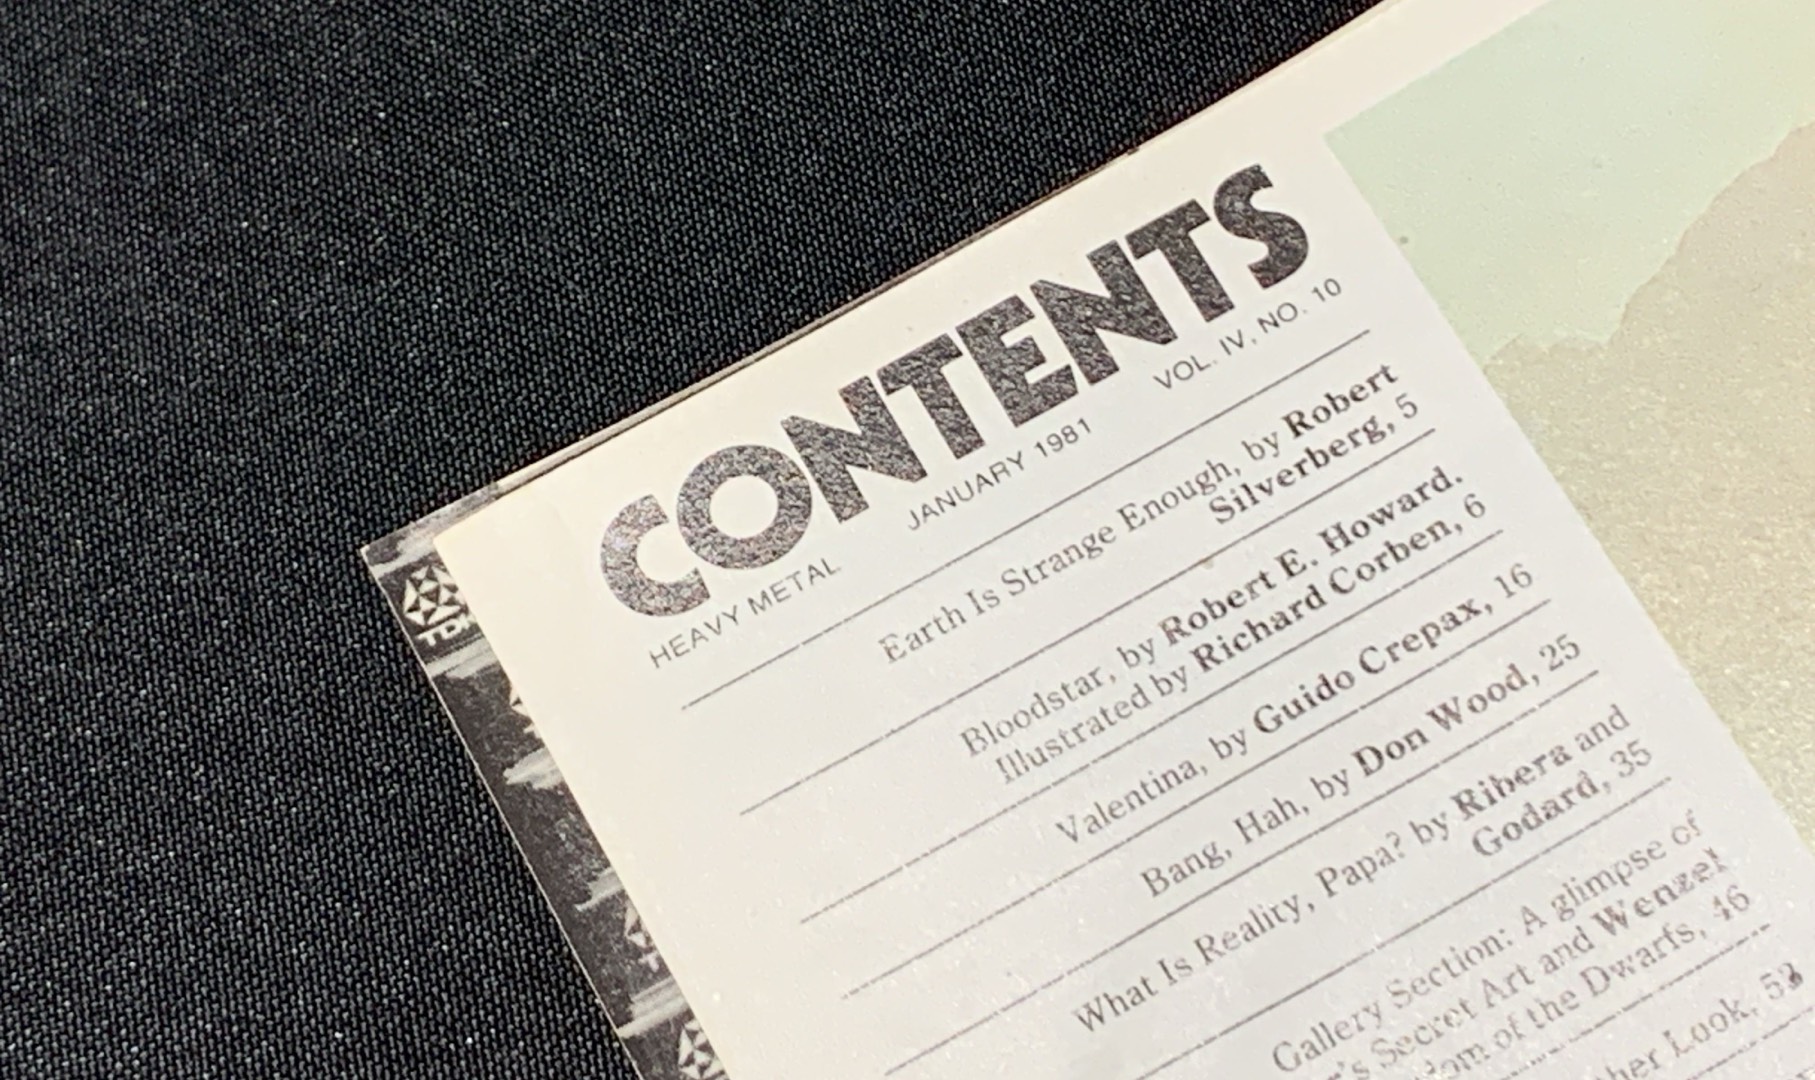 CONTENTS
HEAVY METAL JANUARY 1981 VOL. IV, NO. 10
Earth Is Strange Enough, by Robert
Silverberg, 5
Bloodstar, by Robert E. Howard.
Illustrated by Richard Corben, 6
Valentina, by Guido Crepax, 16
Bang, Hah, by Don Wood, 25
What Is Reality, Papa? by Ribera and
Godard, 35
Gallery Section: A glimpse of
Secret Art and Wenzel
of the Dwarfs, 46
Look,
TDK